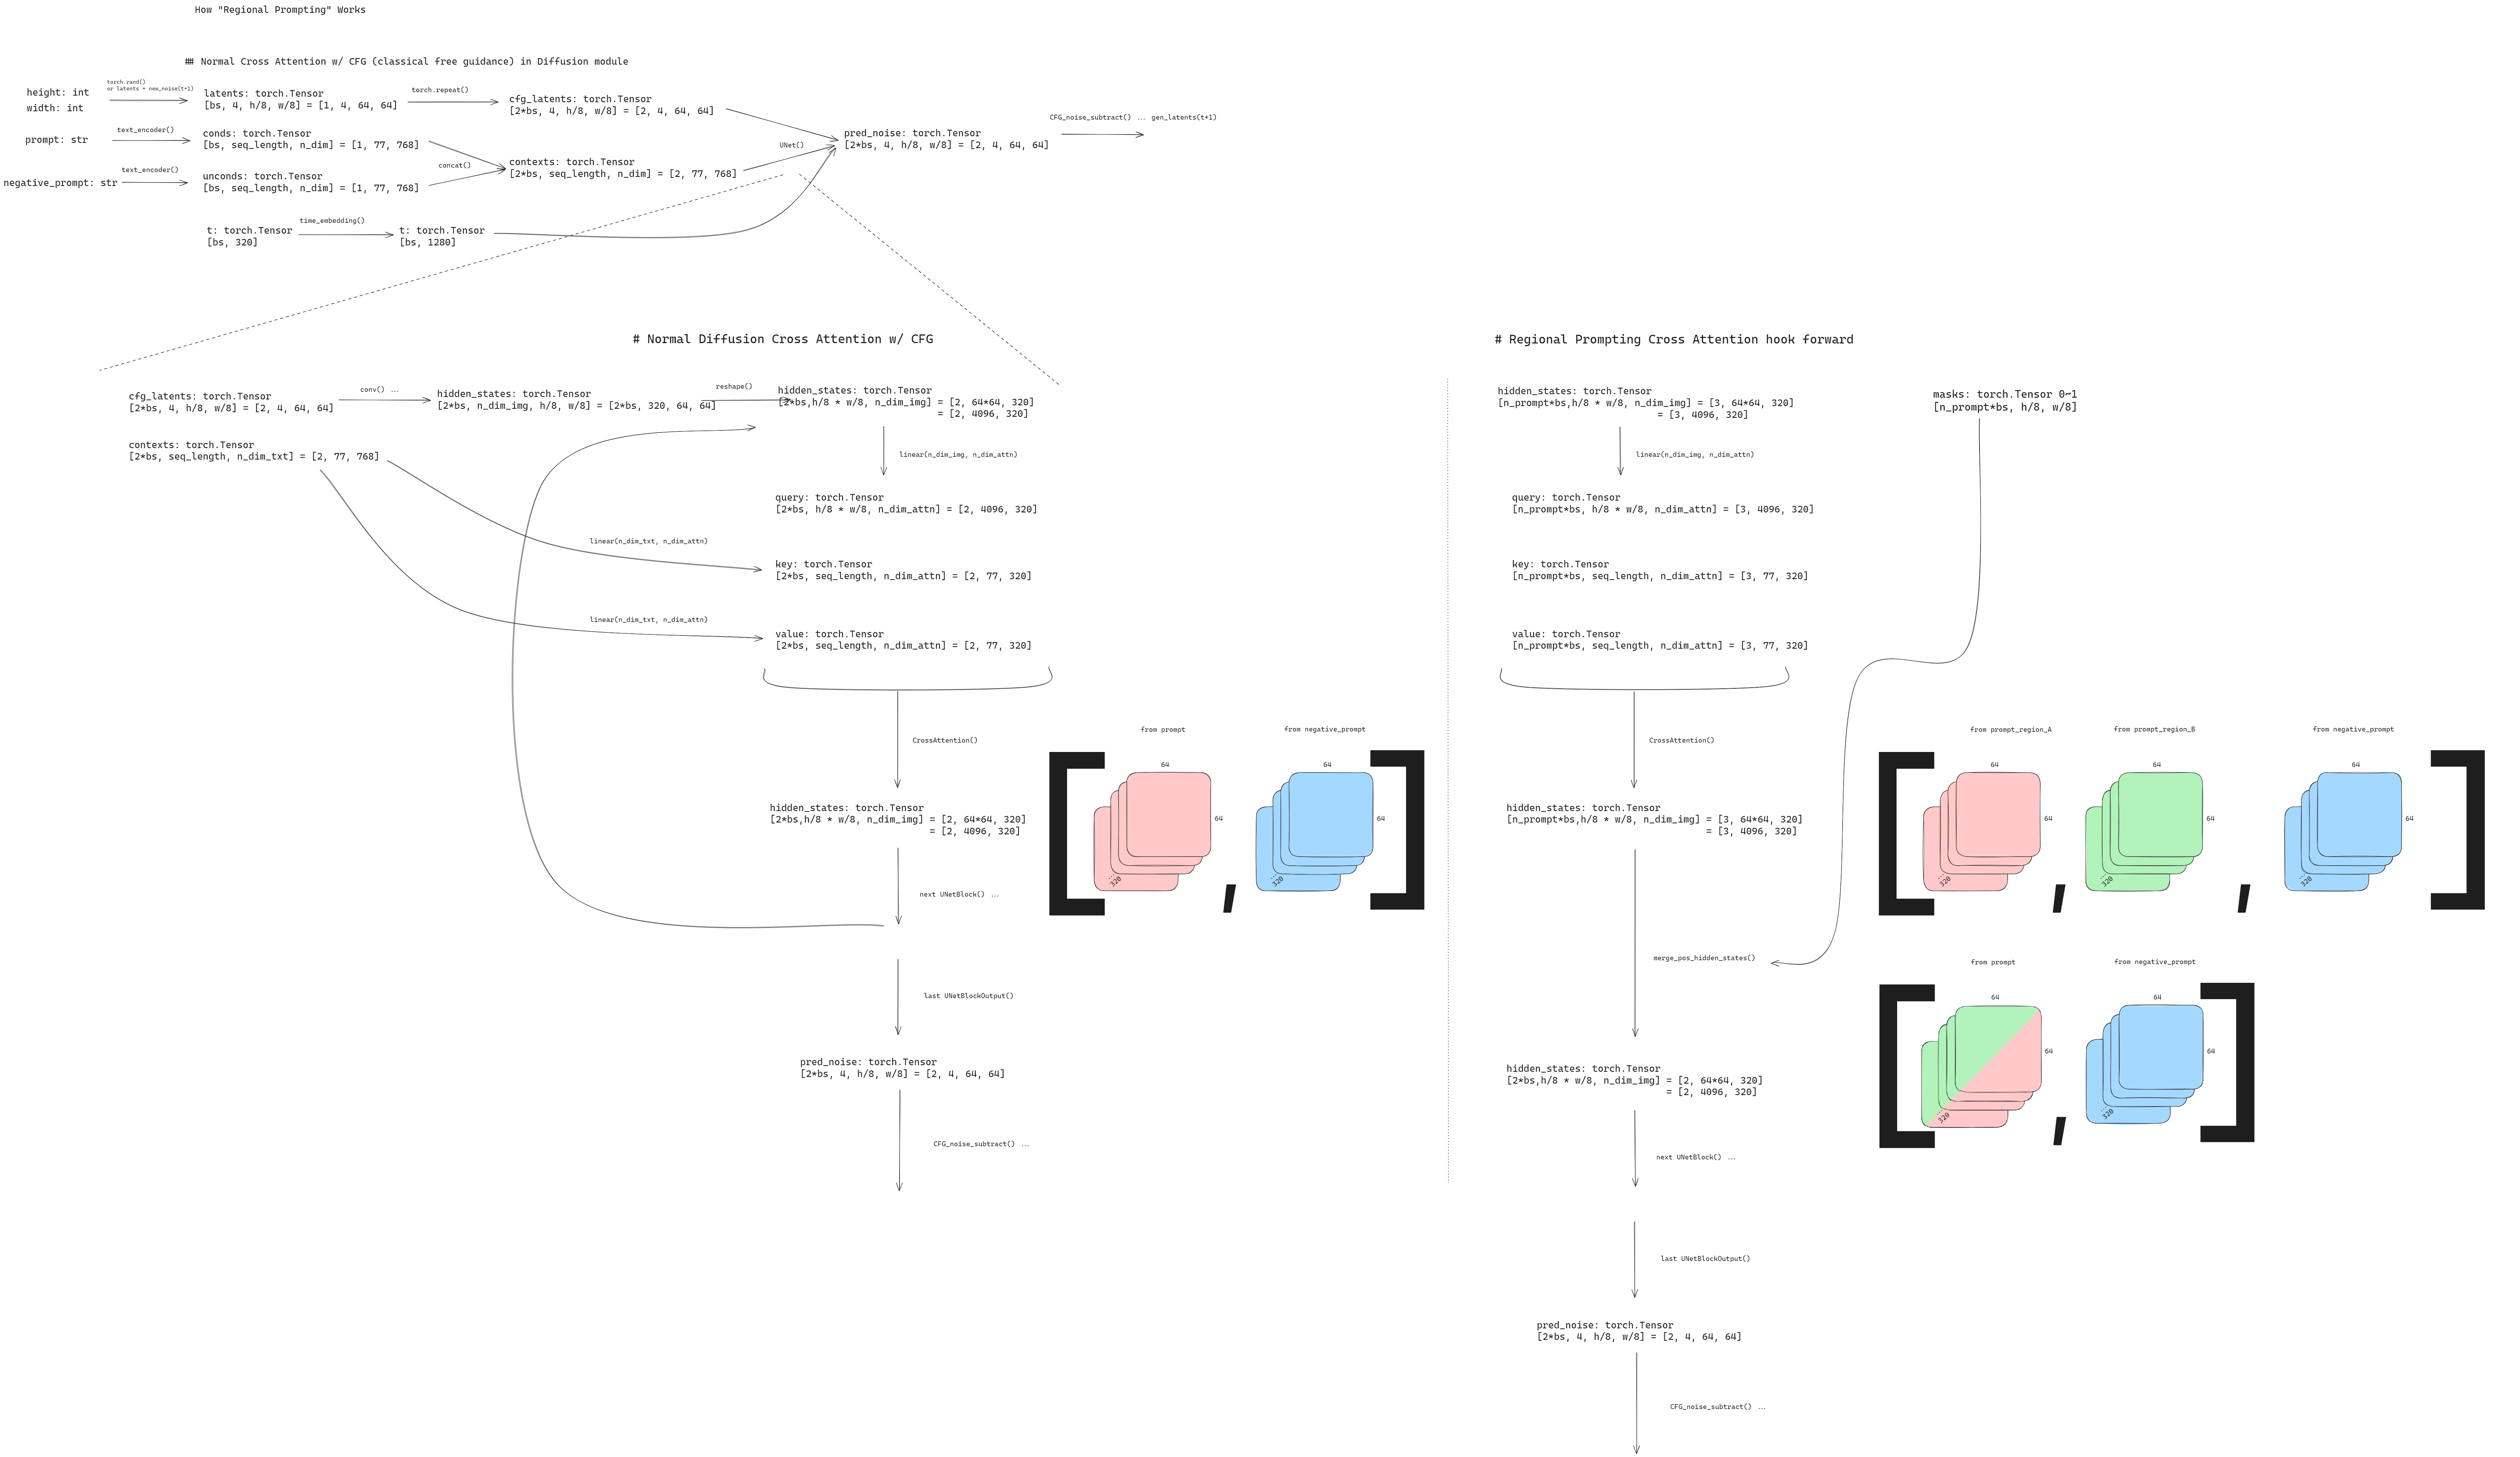 How "Regional Prompting" Works
## Normal Cross Attention w/ CFG (classical free guidance) in Diffusion module
height: int
width: int
torch.rand()
or latents + new_noise(t+1)
latents: torch.Tensor
[bs, 4, h/8, w/8] = [1, 4, 64, 64]
torch.repeat()
cfg_latents: torch.Tensor
[2*bs, 4, h/8, w/8] = [2, 4, 64, 64]
prompt: str
text_encoder()
conds: torch.Tensor
[bs, seq_length, n_dim] = [1, 77, 768]
negative_prompt: str
text_encoder()
unconds: torch.Tensor
[bs, seq_length, n_dim] = [1, 77, 768]
concat()
contexts: torch.Tensor
[2*bs, seq_length, n_dim] = [2, 77, 768]
UNet()
pred_noise: torch.Tensor
[2*bs, 4, h/8, w/8] = [2, 4, 64, 64]
CFG_noise_subtract() ... gen_latents(t+1)
t: torch.Tensor
[bs, 320]
time_embedding()
t: torch.Tensor
[bs, 1280]
# Normal Diffusion Cross Attention w/ CFG
cfg_latents: torch.Tensor
[2*bs, 4, h/8, w/8] = [2, 4, 64, 64]
conv() ...
hidden_states: torch.Tensor
[2*bs, n_dim_img, h/8, w/8] = [2*bs, 320, 64, 64]
reshape()
hidden_states: torch.Tensor
[2*bs,h/8 * w/8, n_dim_img] = [2, 64*64, 320]
= [2, 4096, 320]
contexts: torch.Tensor
[2*bs, seq_length, n_dim_txt] = [2, 77, 768]
linear(n_dim_img, n_dim_attn)
query: torch.Tensor
[2*bs, h/8 * w/8, n_dim_attn] = [2, 4096, 320]
linear(n_dim_txt, n_dim_attn)
key: torch.Tensor
[2*bs, seq_length, n_dim_attn] = [2, 77, 320]
linear(n_dim_txt, n_dim_attn)
value: torch.Tensor
[2*bs, seq_length, n_dim_attn] = [2, 77, 320]
CrossAttention()
hidden_states: torch.Tensor
[2*bs,h/8 * w/8, n_dim_img] = [2, 64*64, 320]
= [2, 4096, 320]
from prompt
from negative_prompt
[
64
64
...
320
,
64
64
...
320
]
next UNetBlock() ...
last UNetBlockOutput()
pred_noise: torch.Tensor
[2*bs, 4, h/8, w/8] = [2, 4, 64, 64]
CFG_noise_subtract() ...
# Regional Prompting Cross Attention hook forward
hidden_states: torch.Tensor
[n_prompt*bs,h/8 * w/8, n_dim_img] = [3, 64*64, 320]
= [3, 4096, 320]
masks: torch.Tensor 0~1
[n_prompt*bs, h/8, w/8]
linear(n_dim_img, n_dim_attn)
query: torch.Tensor
[n_prompt*bs, h/8 * w/8, n_dim_attn] = [3, 4096, 320]
key: torch.Tensor
[n_prompt*bs, seq_length, n_dim_attn] = [3, 77, 320]
value: torch.Tensor
[n_prompt*bs, seq_length, n_dim_attn] = [3, 77, 320]
CrossAttention()
hidden_states: torch.Tensor
[n_prompt*bs,h/8 * w/8, n_dim_img] = [3, 64*64, 320]
= [3, 4096, 320]
from prompt_region_A
from prompt_region_B
from negative_prompt
[
64
64
...
320
,
64
64
...
320
,
64
64
...
320
]
merge_pos_hidden_states()
from prompt
from negative_prompt
[
64
64
...
320
,
64
64
...
320
]
hidden_states: torch.Tensor
[2*bs,h/8 * w/8, n_dim_img] = [2, 64*64, 320]
= [2, 4096, 320]
next UNetBlock() ...
last UNetBlockOutput()
pred_noise: torch.Tensor
[2*bs, 4, h/8, w/8] = [2, 4, 64, 64]
CFG_noise_subtract() ...